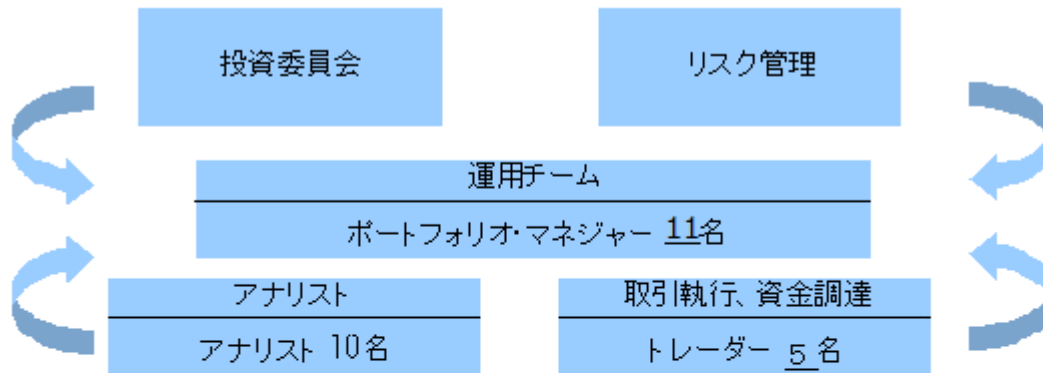 投資委員会
リスク管理
運用チーム
ポートフォリオ・マネジャー 11名
アナリスト
アナリスト 10名
取引執行、資金調達
トレーダー 5名